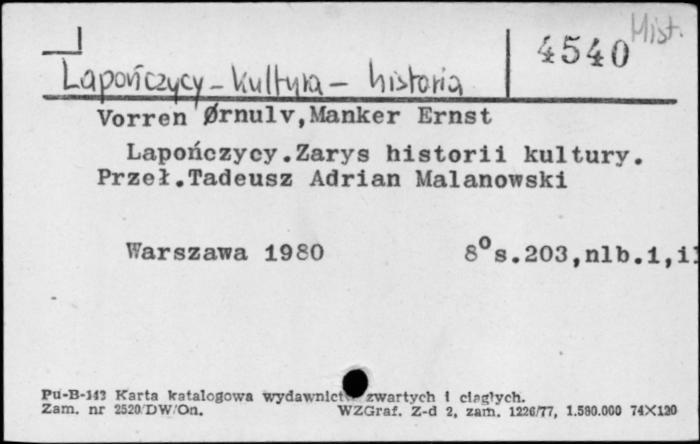 Hist.
4540
Lapończycy - kultura - historia
Vorren Ørnulv, Manker Ernst
Lapończycy. Zarys historii kultury.
Przeł. Tadeusz Adrian Malanowski
Warszawa 1980 8° s. 203, nlb. 1, il
Pu-B-143 Karta katalogowa wydawnictw zwartych i ciągłych.
Zam. nr 2520/DW/On. WZGraf. Z-d 2, zam. 1226/77, 1.580.000 74X120